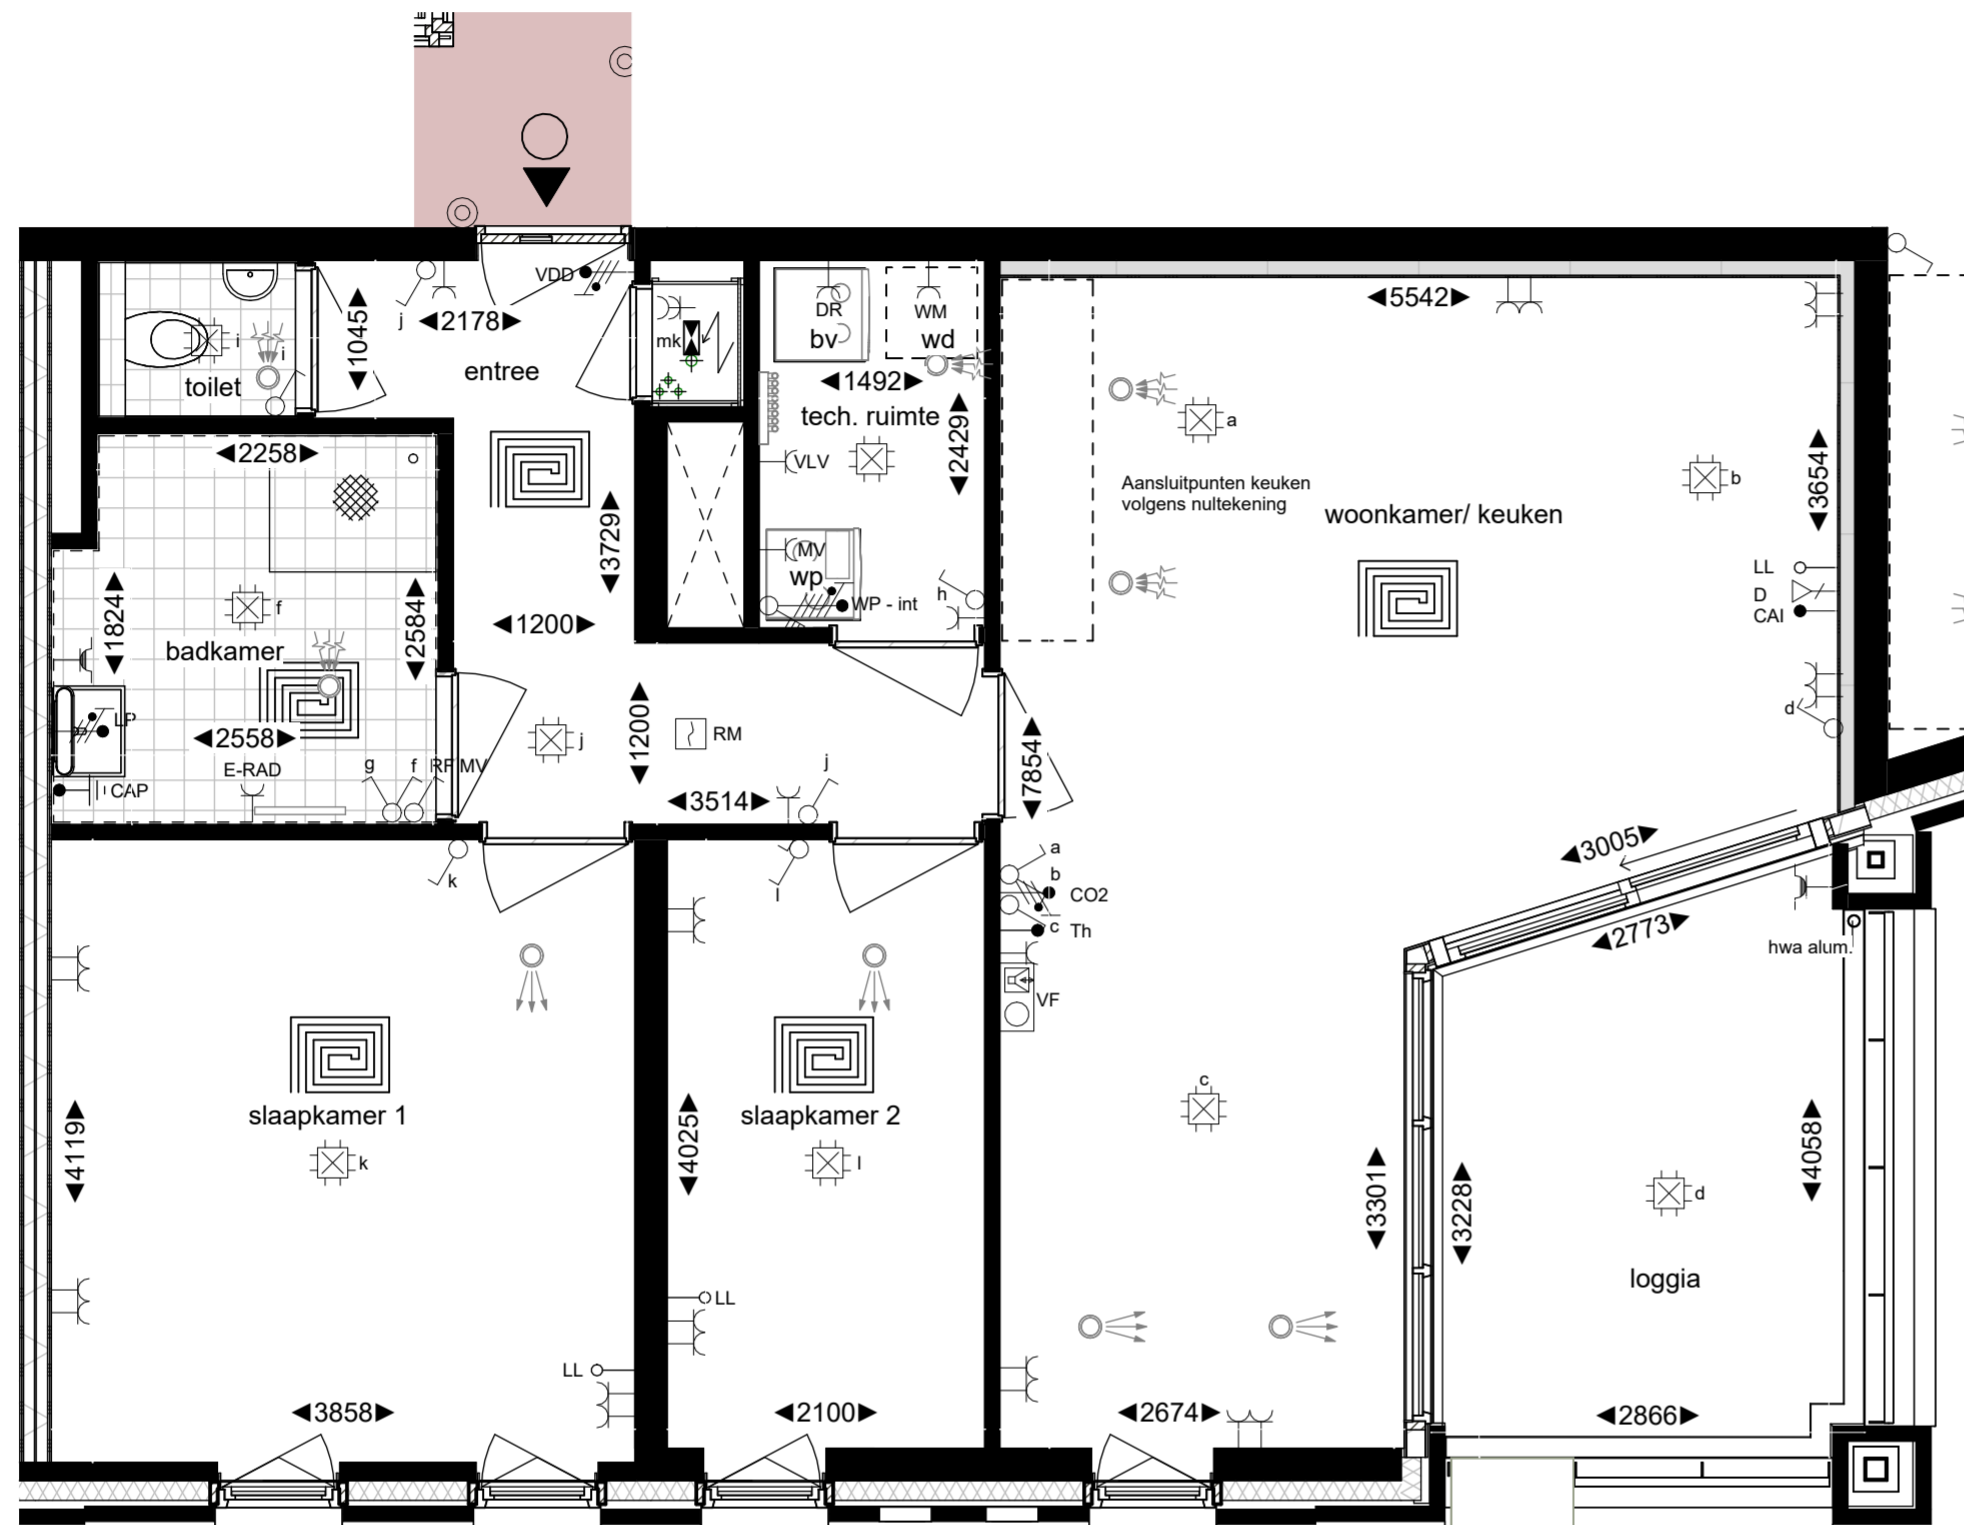 VDD
j
2178
1045
entree
mk
i
i
toilet
DR
bv
WM
wd
1492
tech. ruimte
2429
VLV
MV
wp
WP - int
h
5542
a
b
3654
Aansluitpunten keuken
volgens nultekening
woonkamer/ keuken
LL
D
CAI
d
2258
3729
1200
1824
f
2584
badkamer
LP
2558
E-RAD
CAP
g
f
RF MV
j
1200
RM
j
3514
7854
k
l
a
b
CO2
c
Th
VF
3005
2773
hwa alum.
slaapkamer 1
k
4119
slaapkamer 2
l
4025
c
3301
3228
4058
d
loggia
LL
LL
3858
2100
2674
2866